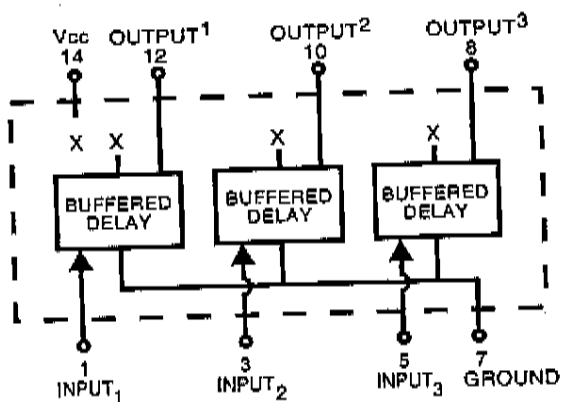 Vcc
14
OUTPUT1
12
OUTPUT2
10
OUTPUT3
8
X X
X
X
BUFFERED
DELAY
BUFFERED
DELAY
BUFFERED
DELAY
1
INPUT1
3
INPUT2
5
INPUT3
7
GROUND